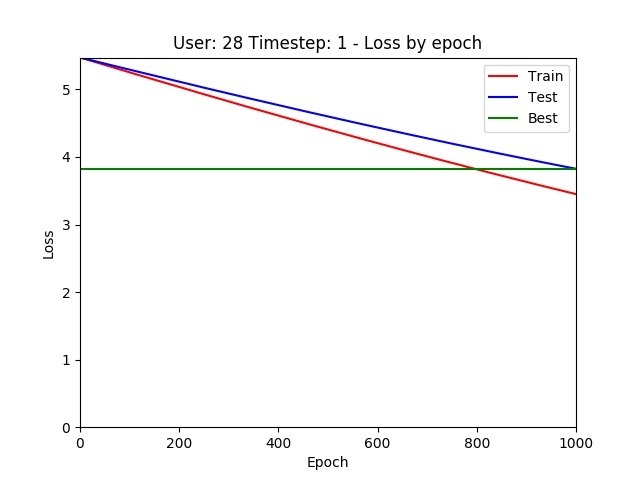 User: 28 Timestep: 1 - Loss by epoch
Train
Test
Best
5
4
3
2
1
0
Loss
0 200 400 600 800 1000
Epoch